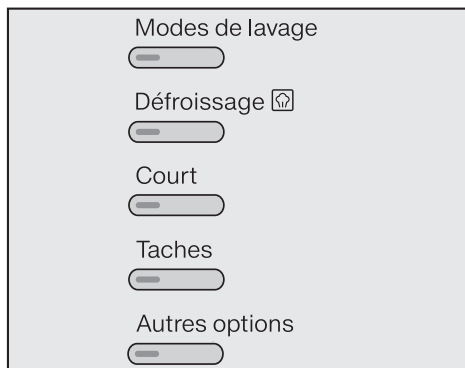 Modes de lavage
Défroissage
Court
Taches
Autres options